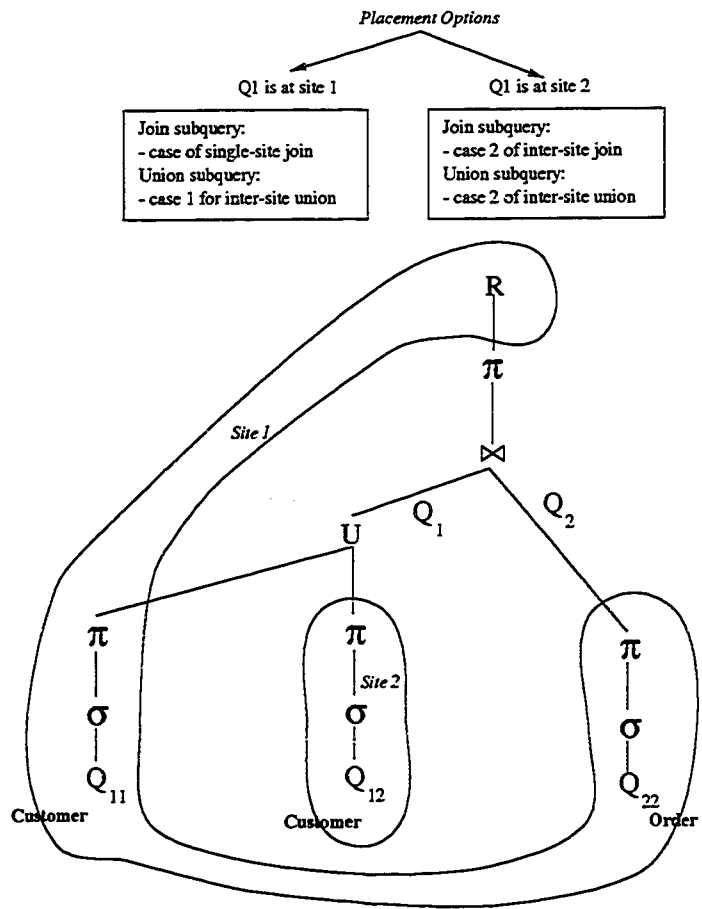 Placement Options
Q1 is at site 1
Q1 is at site 2
Join subquery:
- case of single-site join
Union subquery:
- case 1 for inter-site union
Join subquery:
- case 2 of inter-site join
Union subquery:
- case 2 of inter-site union
R
π
Site 1
⋈
Q1
Q2
U
π
π
π
Site 2
σ
σ
σ
Q11
Q12
Q22
Customer
Customer
Order